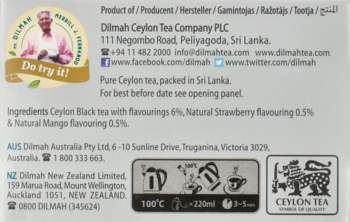 DILMAH
MERRILL J. FERNANDO
Do try it!
Product of / Producent / Hersteller / Gamintojas / Ražotājs / Tootja / المنتج
Dilmah Ceylon Tea Company PLC
111 Negombo Road, Peliyagoda, Sri Lanka.
+94 11 482 2000 info@dilmahtea.com www.dilmahtea.com
www.facebook.com/dilmah www.twitter.com/dilmah
Pure Ceylon tea, packed in Sri Lanka.
For best before date see opening panel.
Ingredients Ceylon Black tea with flavourings 6%, Natural Strawberry flavouring 0.5%
& Natural Mango flavouring 0.5%.
AUS Dilmah Australia Pty Ltd, 6 -10 Sunline Drive, Truganina, Victoria 3029,
Australia. 1 800 333 663.
NZ Dilmah New Zealand Limited,
159 Marua Road, Mount Wellington,
Auckland 1051, NEW ZEALAND.
0800 DILMAH (345624)
100°C
100°C =220ml 3~5 min
CEYLON TEA
SYMBOL OF QUALITY